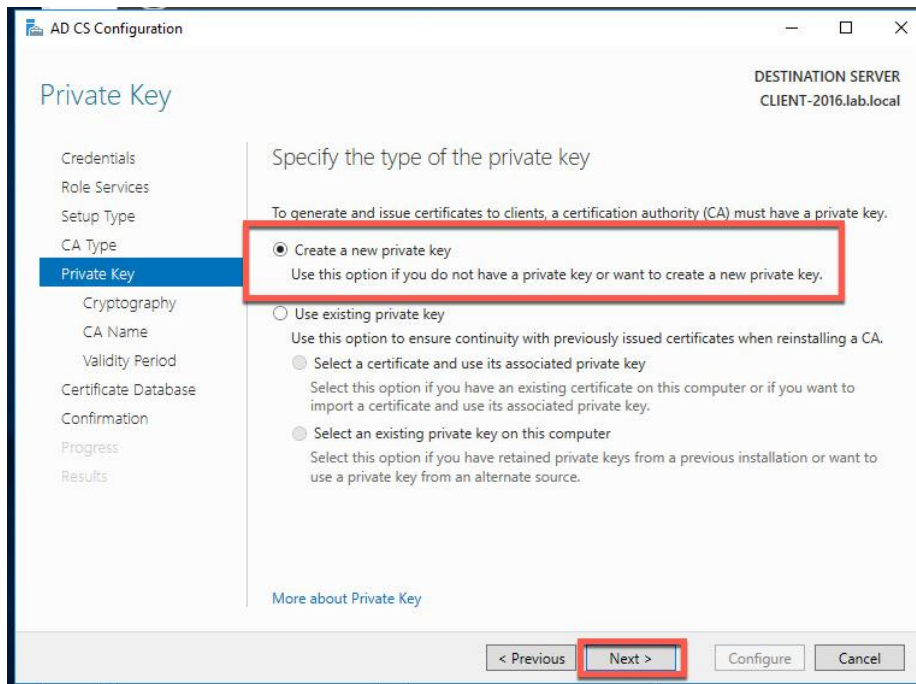 AD CS Configuration
DESTINATION SERVER
CLIENT-2016.lab.local
Private Key
Credentials
Role Services
Setup Type
CA Type
Private Key
Cryptography
CA Name
Validity Period
Certificate Database
Confirmation
Progress
Results
Specify the type of the private key
To generate and issue certificates to clients, a certification authority (CA) must have a private key.
Create a new private key
Use this option if you do not have a private key or want to create a new private key.
Use existing private key
Use this option to ensure continuity with previously issued certificates when reinstalling a CA.
Select a certificate and use its associated private key
Select this option if you have an existing certificate on this computer or if you want to
import a certificate and use its associated private key.
Select an existing private key on this computer
Select this option if you have retained private keys from a previous installation or want to
use a private key from an alternate source.
More about Private Key
< Previous
Next >
Configure
Cancel